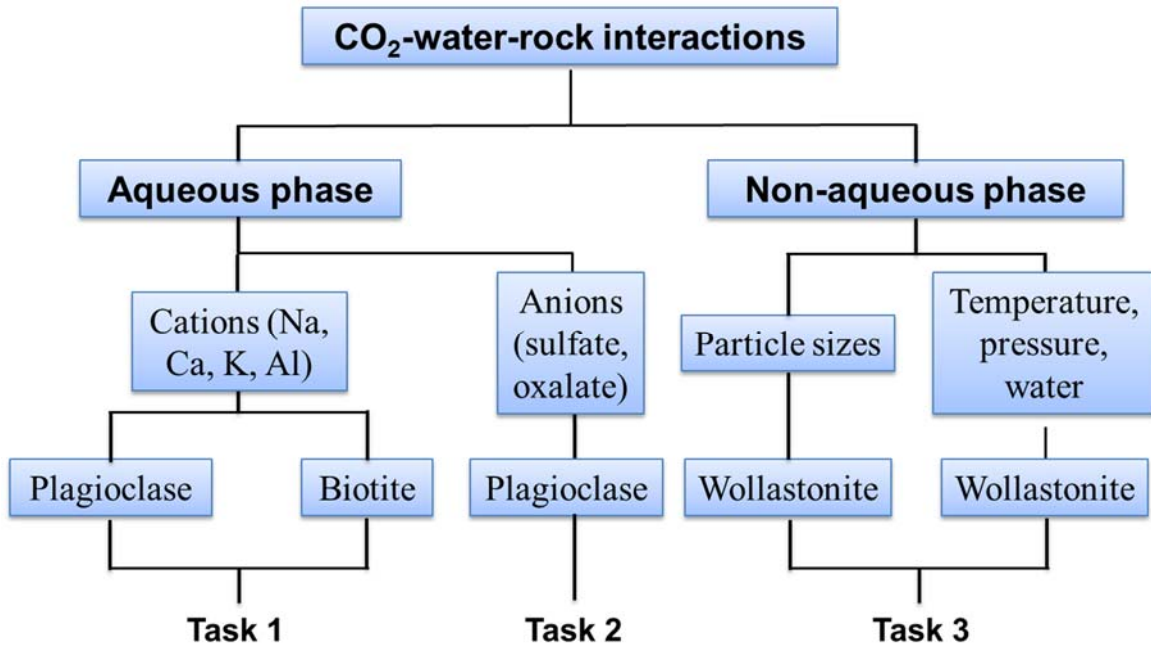 CO₂-water-rock interactions
Aqueous phase
Non-aqueous phase
Cations (Na,
Ca, K, Al)
Anions
(sulfate,
oxalate)
Particle sizes
Temperature,
pressure,
water
Plagioclase
Biotite
Plagioclase
Wollastonite
Wollastonite
Task 1
Task 2
Task 3